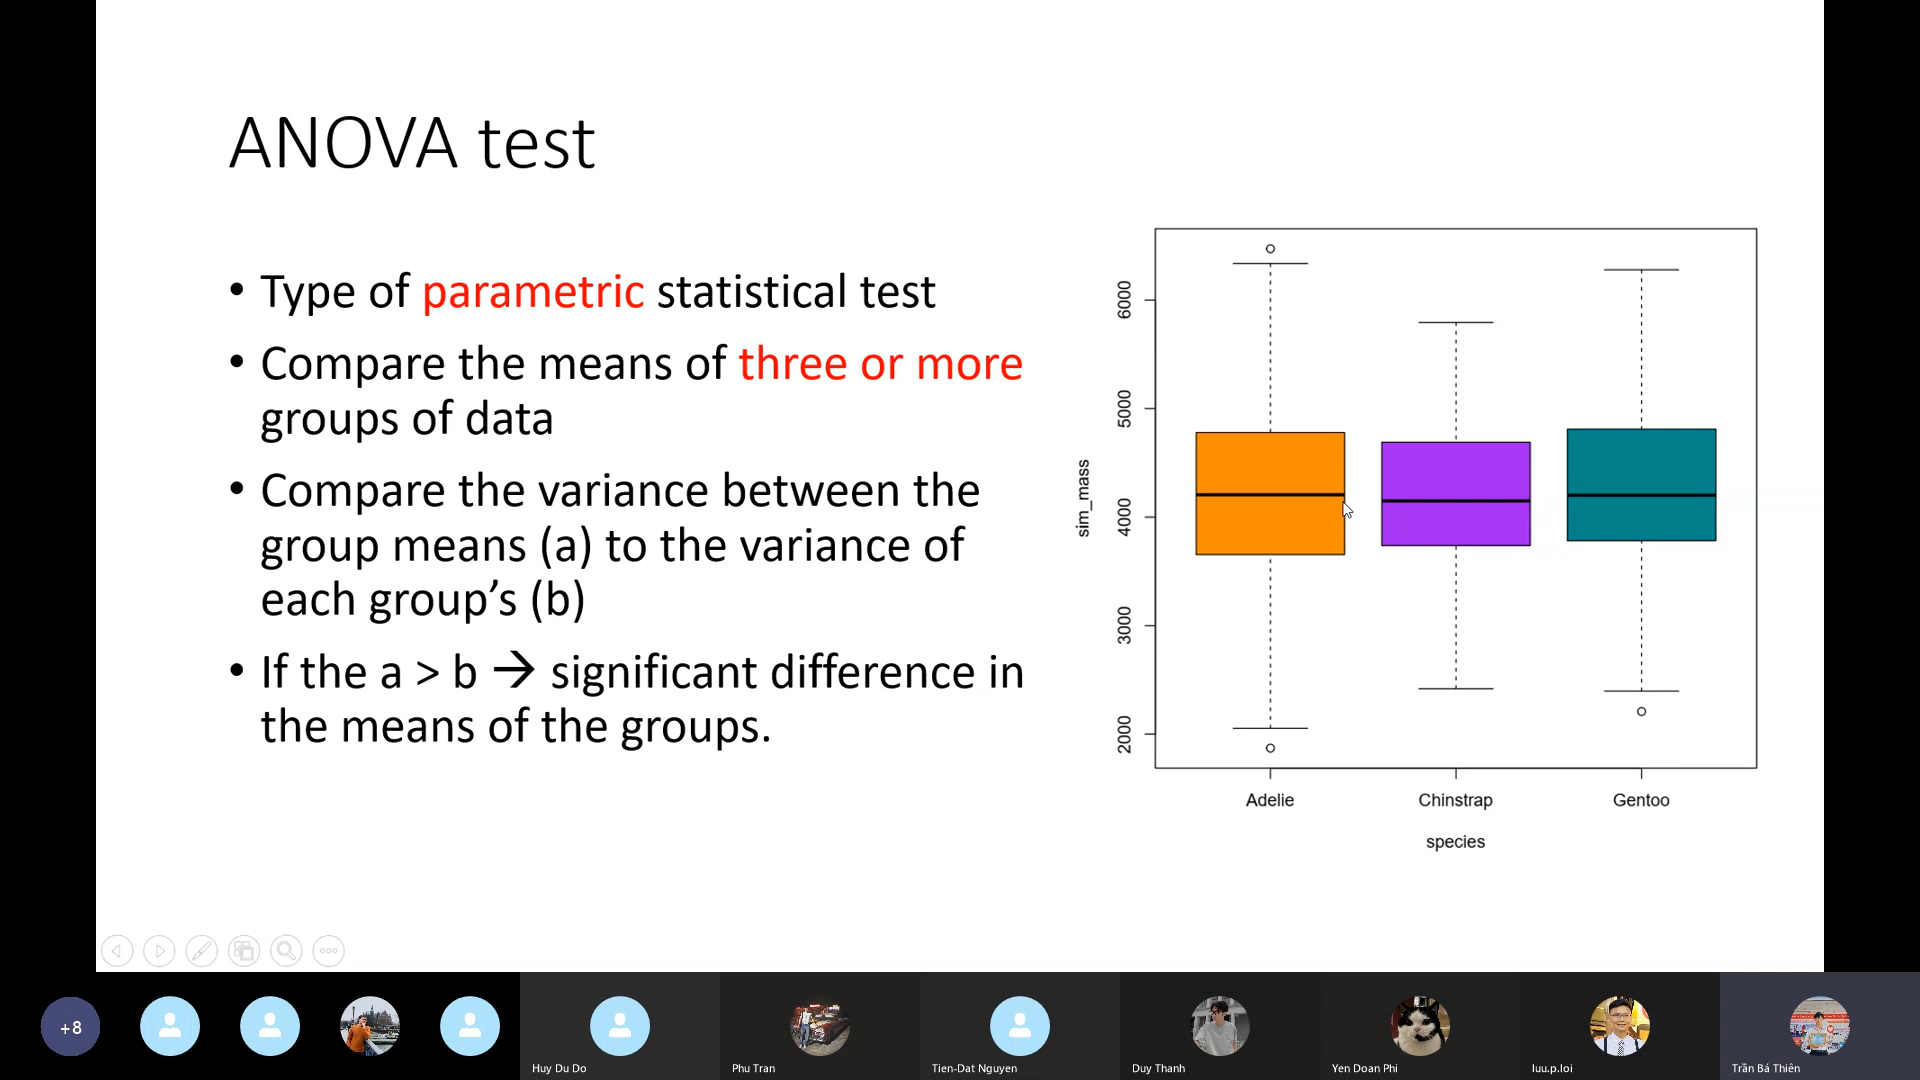 ANOVA test
• Type of parametric statistical test
• Compare the means of three or more
groups of data
• Compare the variance between the
group means (a) to the variance of
each group’s (b)
• If the a > b → significant difference in
the means of the groups.
sim_mass
6000
5000
4000
3000
2000
Adelie Chinstrap Gentoo
species
+8
Huy Du Do Phu Tran Tien-Dat Nguyen Duy Thanh Yen Doan Phi luu.p.loi Trần Bá Thiên